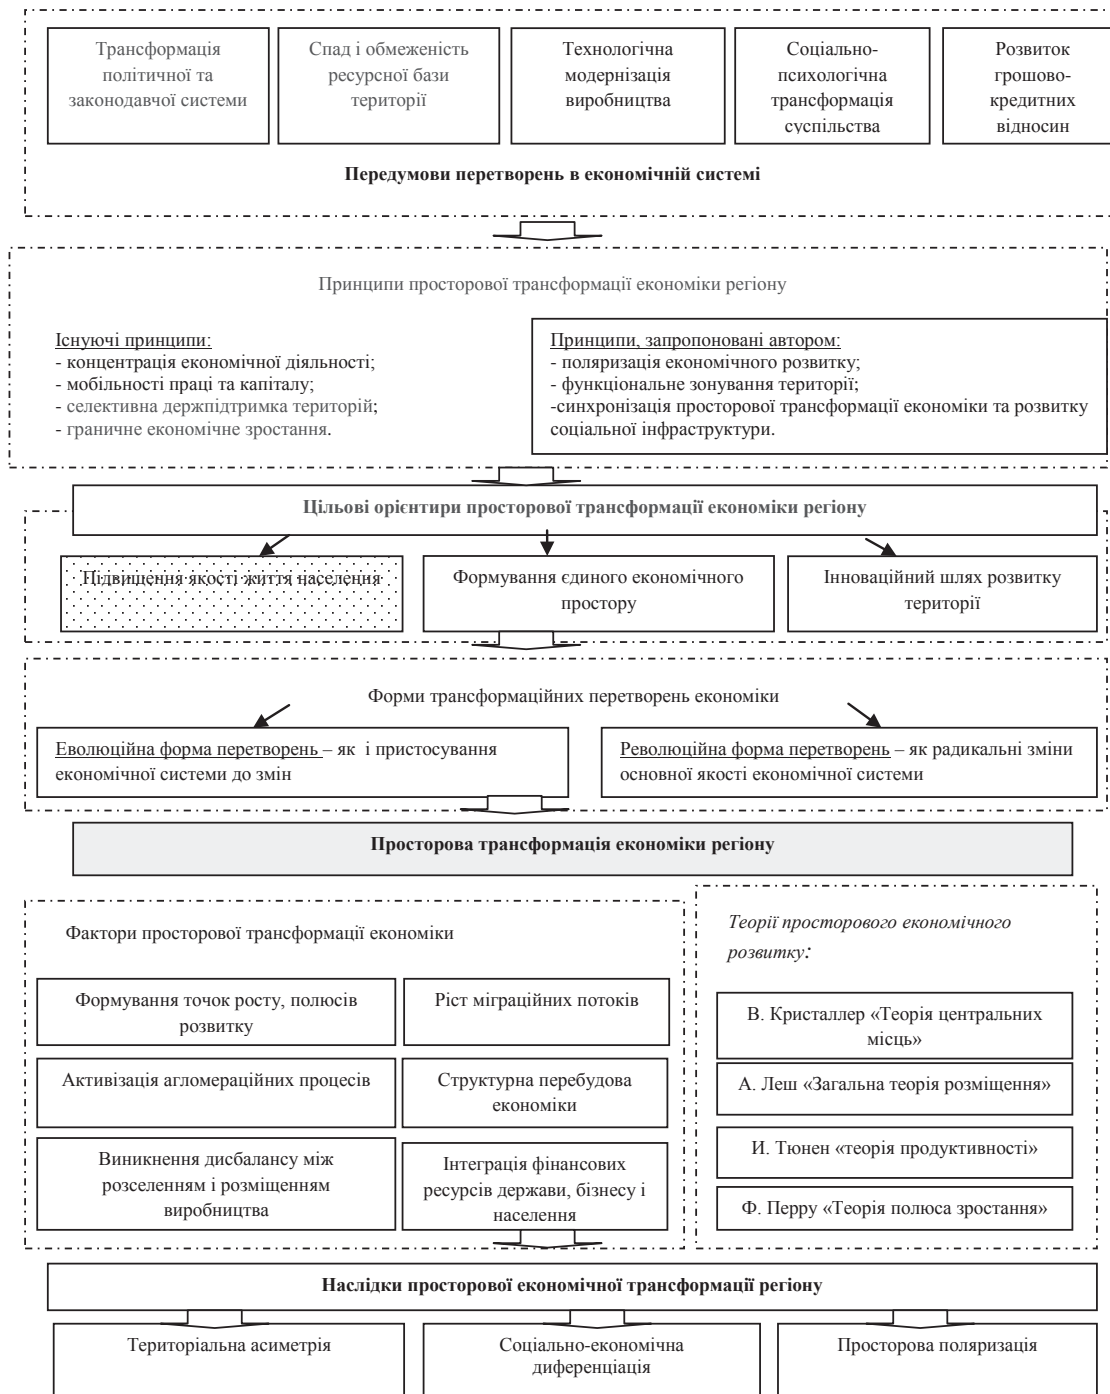 Трансформація
політичної та
законодавчої системи
Спад і обмеженість
ресурсної бази
території
Технологічна
модернізація
виробництва
Соціально-
психологічна
трансформація
суспільства
Розвиток
грошово-
кредитних
відносин
Передумови перетворень в економічній системі
Принципи просторової трансформації економіки регіону
Існуючі принципи:
- концентрація економічної діяльності;
- мобільності праці та капіталу;
- селективна держпідтримка територій;
- граничне економічне зростання.
Принципи, запропоновані автором:
- поляризація економічного розвитку;
- функціональне зонування території;
-синхронізація просторової трансформації економіки та розвитку
соціальної інфраструктури.
Цільові орієнтири просторової трансформації економіки регіону
Підвищення якості життя населення
Формування єдиного економічного
простору
Інноваційний шлях розвитку
території
Форми трансформаційних перетворень економіки
Еволюційна форма перетворень – як і пристосування
економічної системи до змін
Революційна форма перетворень – як радикальні зміни
основної якості економічної системи
Просторова трансформація економіки регіону
Фактори просторової трансформації економіки
Формування точок росту, полюсів
розвитку
Ріст міграційних потоків
Активізація агломераційних процесів
Структурна перебудова
економіки
Виникнення дисбалансу між
розселенням і розміщенням
виробництва
Інтеграція фінансових
ресурсів держави, бізнесу і
населення
Теорії просторового економічного
розвитку:
В. Кристаллер «Теорія центральних
місць»
А. Леш «Загальна теорія розміщення»
И. Тюнен «теорія продуктивності»
Ф. Перру «Теорія полюса зростання»
Наслідки просторової економічної трансформації регіону
Територіальна асиметрія
Соціально-економічна
диференціація
Просторова поляризація